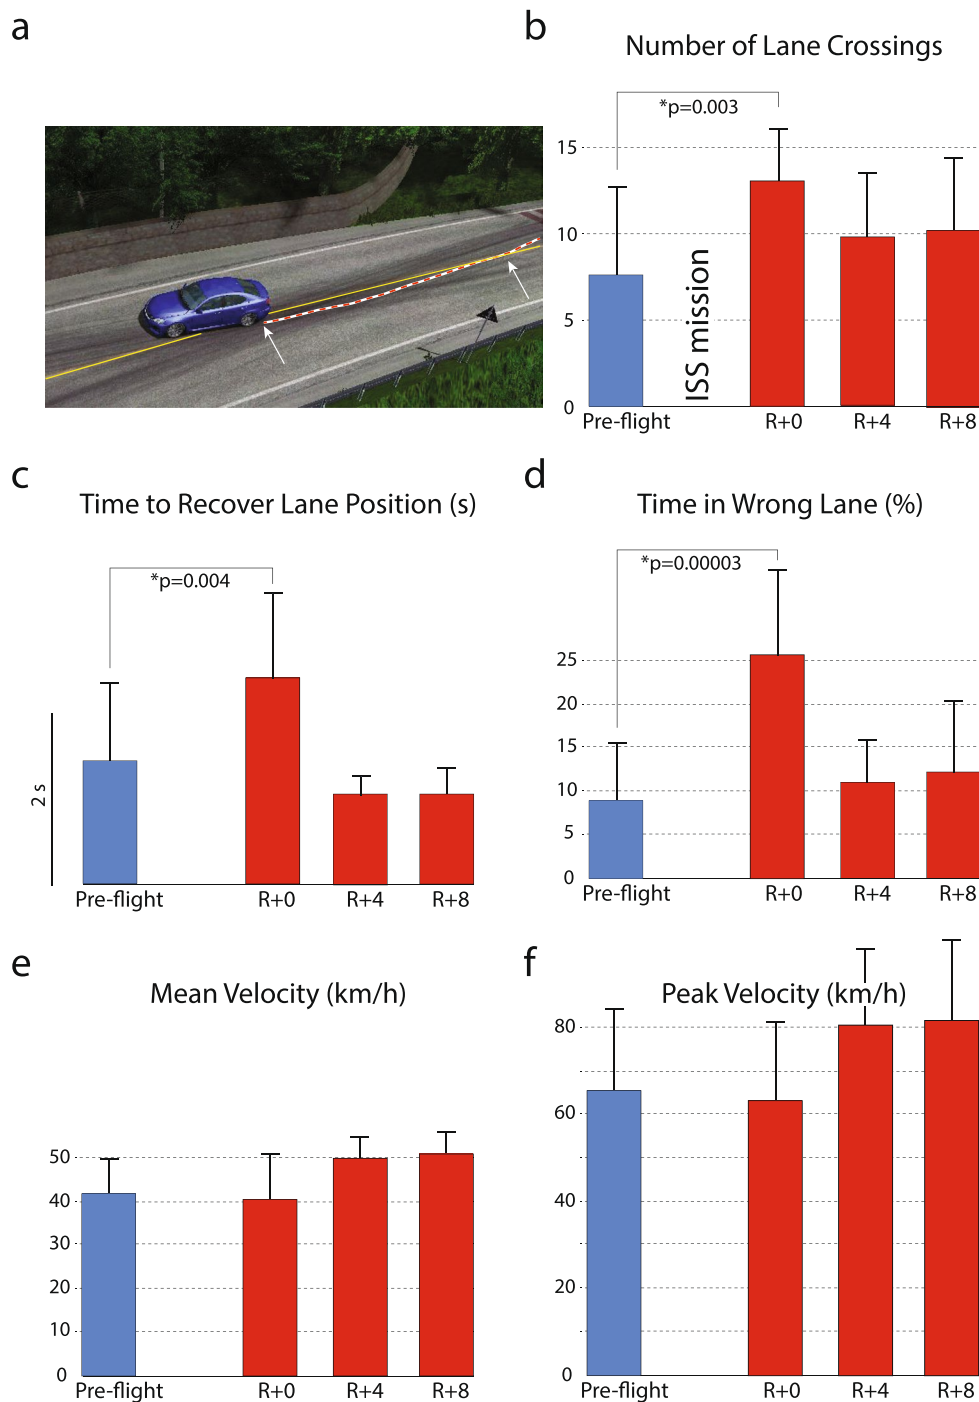 a
b
Number of Lane Crossings
*p=0.003
15
10
5
0
ISS mission
Pre-flight
R+0
R+4
R+8
c
Time to Recover Lane Position (s)
*p=0.004
2 s
Pre-flight
R+0
R+4
R+8
d
Time in Wrong Lane (%)
*p=0.00003
25
20
15
10
5
0
Pre-flight
R+0
R+4
R+8
e
Mean Velocity (km/h)
50
40
30
20
10
0
Pre-flight
R+0
R+4
R+8
f
Peak Velocity (km/h)
80
60
40
20
0
Pre-flight
R+0
R+4
R+8